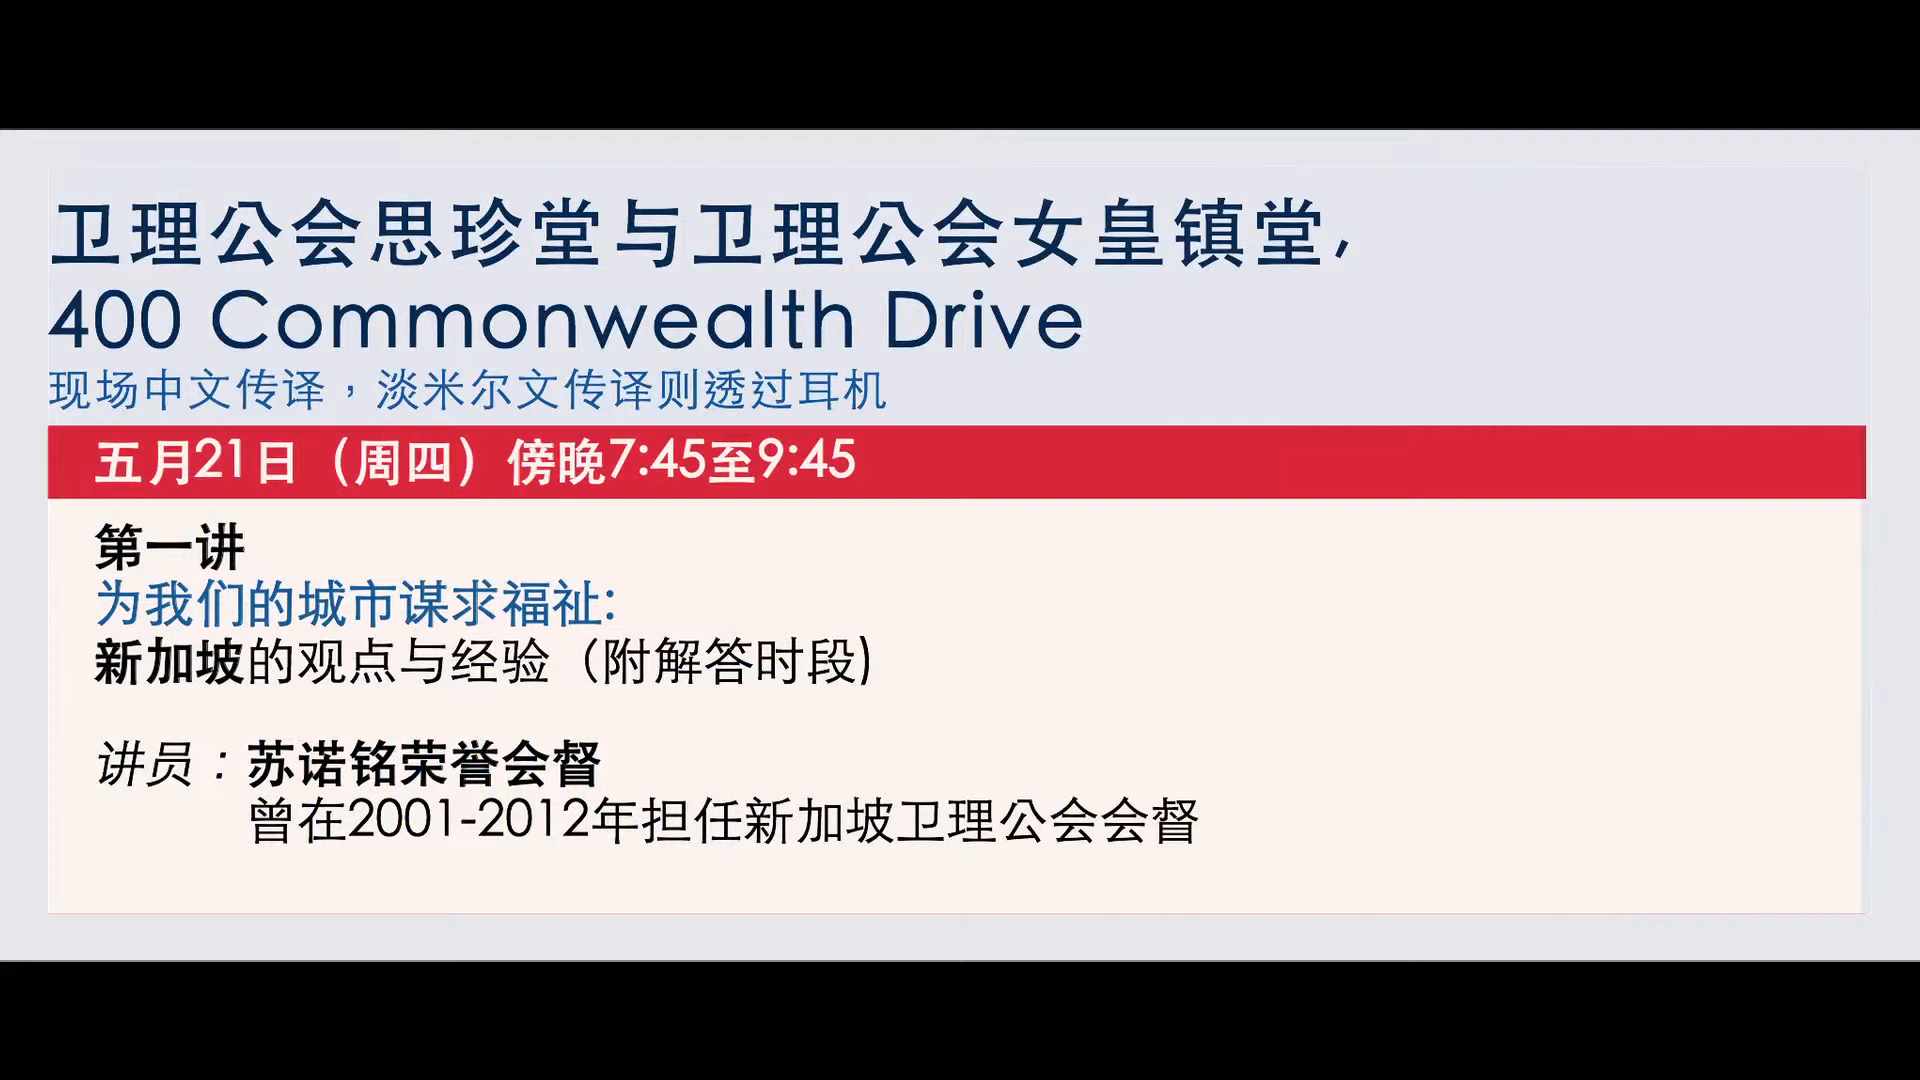 卫理公会思珍堂与卫理公会女皇镇堂，
400 Commonwealth Drive
现场中文传译，淡米尔文传译则透过耳机
五月21日（周四）傍晚7:45至9:45
第一讲
为我们的城市谋求福祉:
新加坡的观点与经验（附解答时段)
讲员：苏诺铭荣誉会督
曾在2001-2012年担任新加坡卫理公会会督